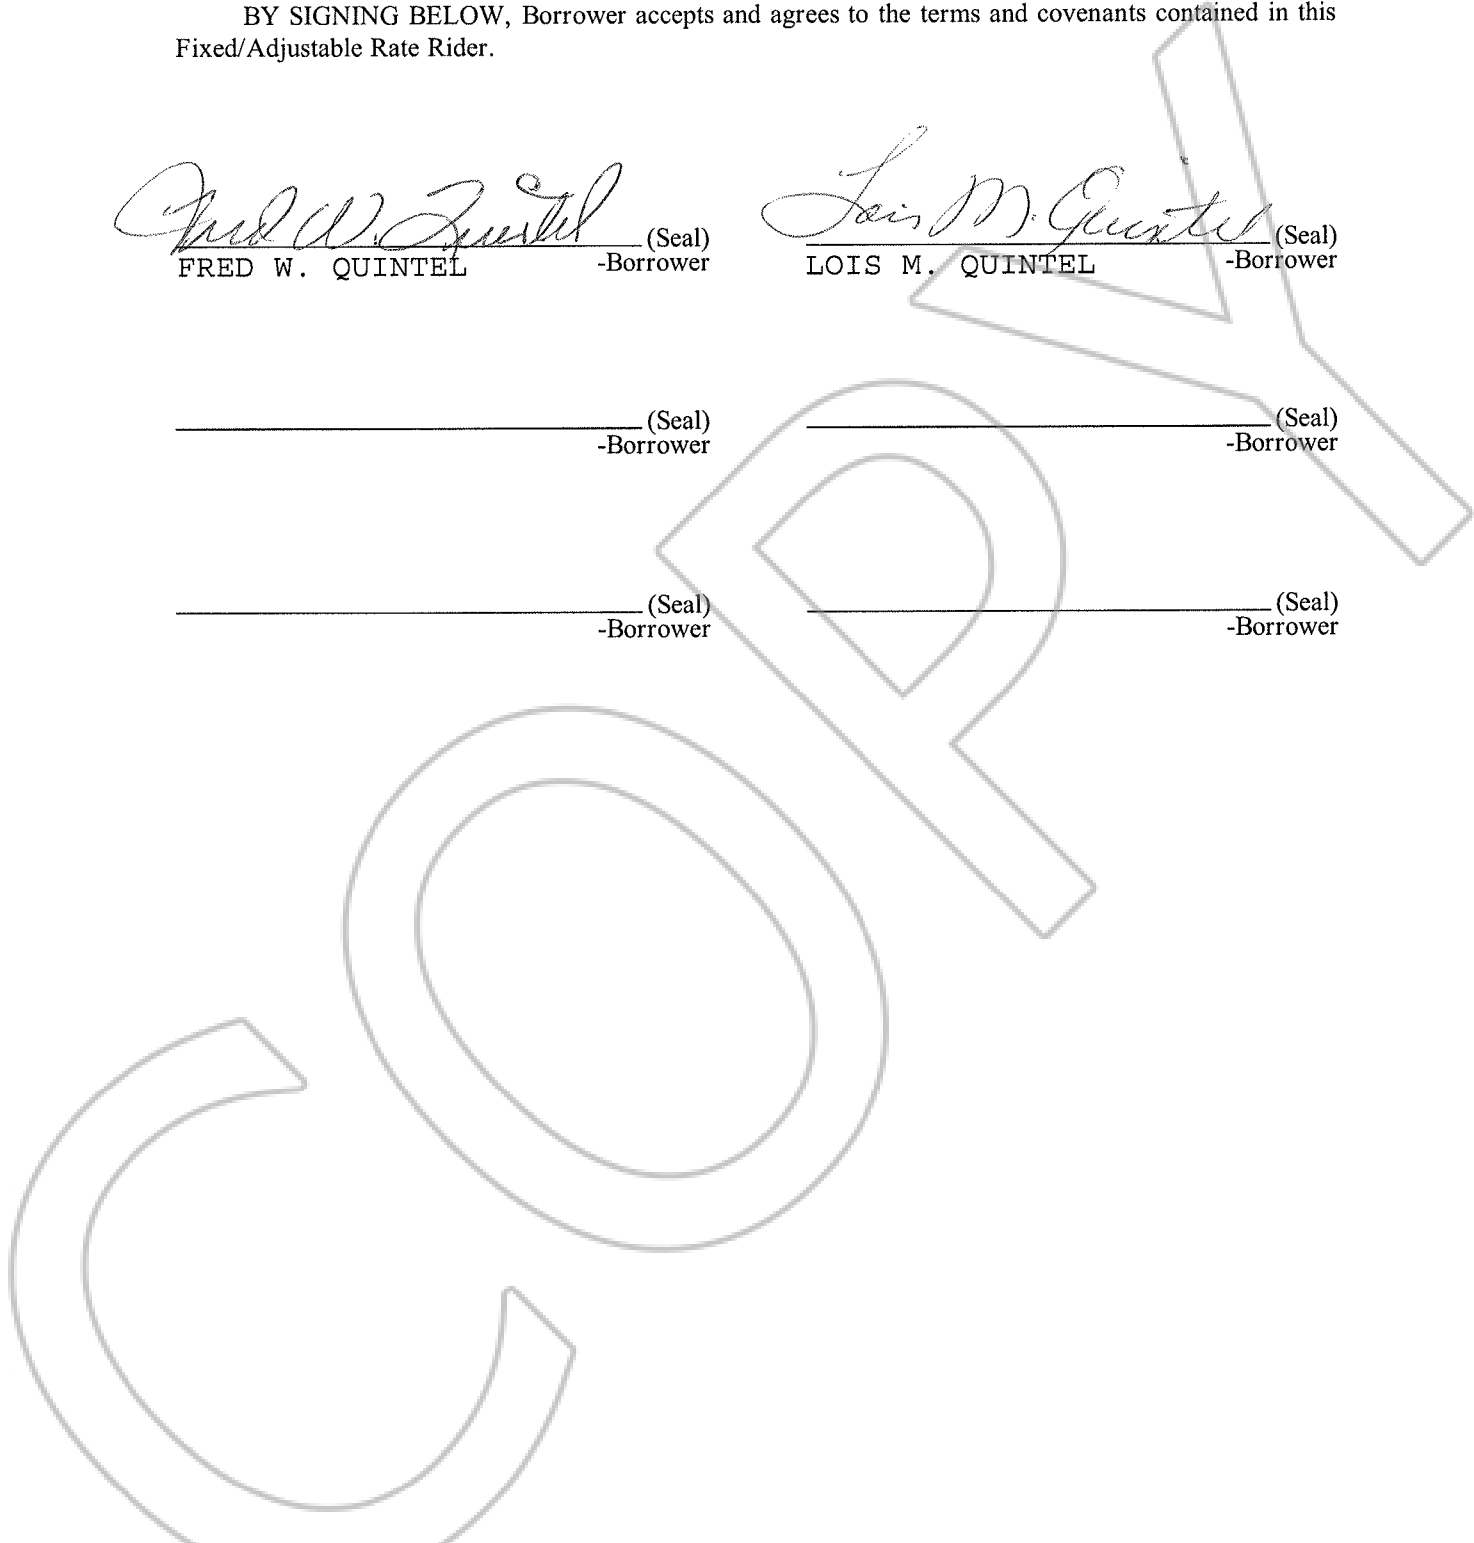 BY SIGNING BELOW, Borrower accepts and agrees to the terms and covenants contained in this
Fixed/Adjustable Rate Rider.
Fred W. Quintel (Seal) Lois M. Quintel (Seal)
FRED W. QUINTEL -Borrower LOIS M. QUINTEL -Borrower
(Seal) (Seal)
-Borrower -Borrower
(Seal) (Seal)
-Borrower -Borrower
COPY